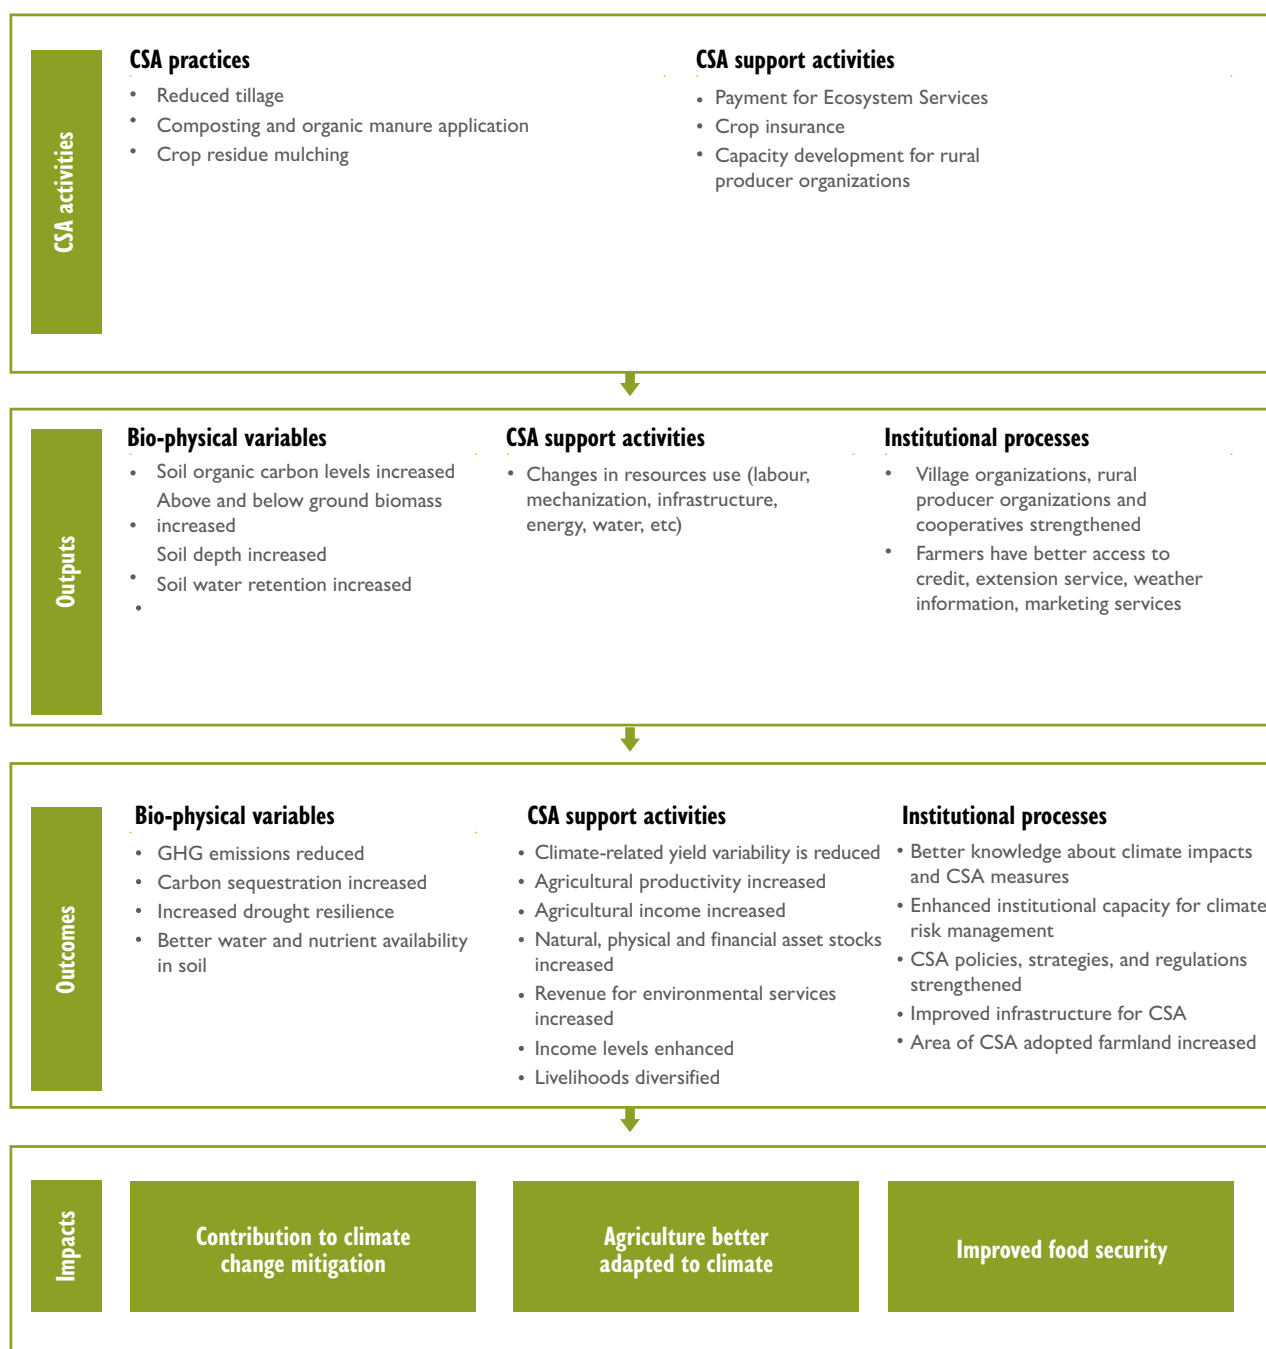 CSA activities
CSA practices
• Reduced tillage
• Composting and organic manure application
• Crop residue mulching
CSA support activities
• Payment for Ecosystem Services
• Crop insurance
• Capacity development for rural
producer organizations
Outputs
Bio-physical variables
• Soil organic carbon levels increased
Above and below ground biomass
• increased
Soil depth increased
• Soil water retention increased
•
CSA support activities
• Changes in resources use (labour,
mechanization, infrastructure,
energy, water, etc)
Institutional processes
• Village organizations, rural
producer organizations and
cooperatives strengthened
• Farmers have better access to
credit, extension service, weather
information, marketing services
Outcomes
Bio-physical variables
• GHG emissions reduced
• Carbon sequestration increased
• Increased drought resilience
• Better water and nutrient availability
in soil
CSA support activities
• Climate-related yield variability is reduced
• Agricultural productivity increased
• Agricultural income increased
• Natural, physical and financial asset stocks
increased
• Revenue for environmental services
increased
• Income levels enhanced
• Livelihoods diversified
Institutional processes
• Better knowledge about climate impacts
and CSA measures
• Enhanced institutional capacity for climate
risk management
• CSA policies, strategies, and regulations
strengthened
• Improved infrastructure for CSA
• Area of CSA adopted farmland increased
Impacts
Contribution to climate
change mitigation
Agriculture better
adapted to climate
Improved food security